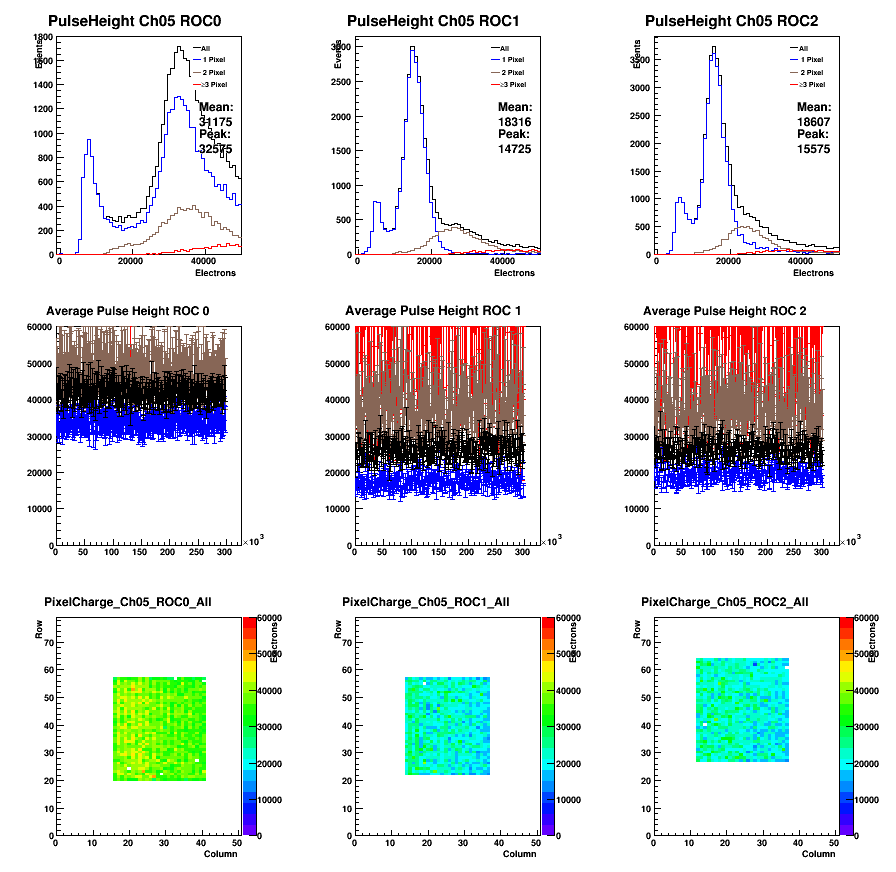 PulseHeight Ch05 ROC0
Events
1800
1600
1400
1200
1000
800
600
400
200
0
0 20000 40000
Electrons
All
1 Pixel
2 Pixel
≥3 Pixel
Mean:
31175
Peak:
32575
PulseHeight Ch05 ROC1
Events
3000
2500
2000
1500
1000
500
0
0 20000 40000
Electrons
All
1 Pixel
2 Pixel
≥3 Pixel
Mean:
18316
Peak:
14725
PulseHeight Ch05 ROC2
Events
3500
3000
2500
2000
1500
1000
500
0
0 20000 40000
Electrons
All
1 Pixel
2 Pixel
≥3 Pixel
Mean:
18607
Peak:
15575
Average Pulse Height ROC 0
60000
50000
40000
30000
20000
10000
0
0 50 100 150 200 250 300 ×10³
Average Pulse Height ROC 1
60000
50000
40000
30000
20000
10000
0
0 50 100 150 200 250 300 ×10³
Average Pulse Height ROC 2
60000
50000
40000
30000
20000
10000
0
0 50 100 150 200 250 300 ×10³
PixelCharge_Ch05_ROC0_All
Row
70
60
50
40
30
20
10
0
0 10 20 30 40 50
Column
60000
50000
40000
30000
20000
10000
0
Electrons
PixelCharge_Ch05_ROC1_All
Row
70
60
50
40
30
20
10
0
0 10 20 30 40 50
Column
60000
50000
40000
30000
20000
10000
0
Electrons
PixelCharge_Ch05_ROC2_All
Row
70
60
50
40
30
20
10
0
0 10 20 30 40 50
Column
60000
50000
40000
30000
20000
10000
0
Electrons